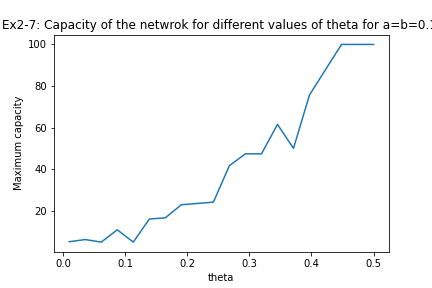 Ex2-7: Capacity of the netwrok for different values of theta for a=b=0.1
100
80
60
40
20
Maximum capacity
0.0 0.1 0.2 0.3 0.4 0.5
theta